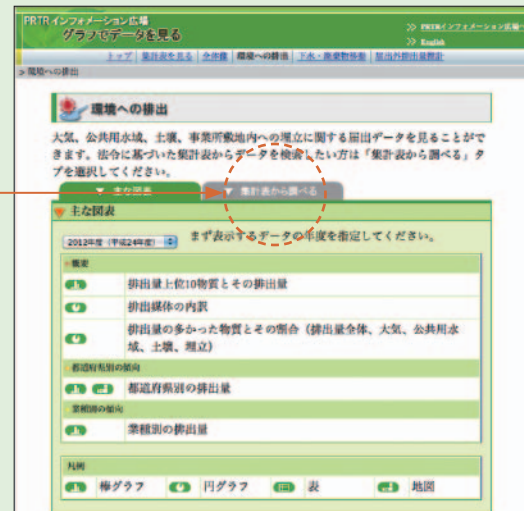 PRTRインフォメーション広場
グラフでデータを見る
>> PRTRインフォメーション広場へ
>> English
トップ 集計表を見る 全体像 環境への排出 下水・廃棄物移動 届出外排出量推計
> 環境への排出
環境への排出
大気、公共用水域、土壌、事業所敷地内への埋立に関する届出データを見ることがで
きます。法令に基づいた集計表からデータを検索したい方は「集計表から調べる」タ
ブを選択してください。
▼ 主な図表 ▼ 集計表から調べる
主な図表
2012年度（平成24年度） まず表示するデータの年度を指定してください。
概要
排出量上位10物質とその排出量
排出媒体の内訳
排出量の多かった物質とその割合（排出量全体、大気、公共用水
域、土壌、埋立）
都道府県別の傾向
都道府県別の排出量
業種別の傾向
業種別の排出量
凡例
棒グラフ 円グラフ 表 地図